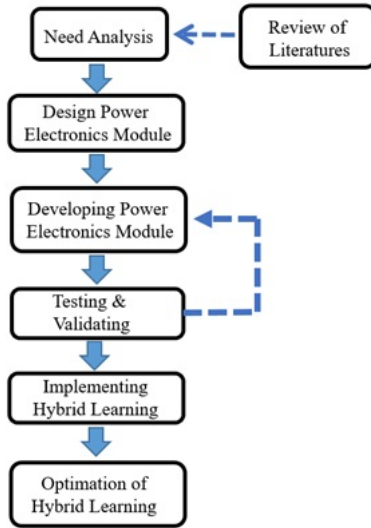 Need Analysis
Review of
Literatures
Design Power
Electronics Module
Developing Power
Electronics Module
Testing &
Validating
Implementing
Hybrid Learning
Optimation of
Hybrid Learning